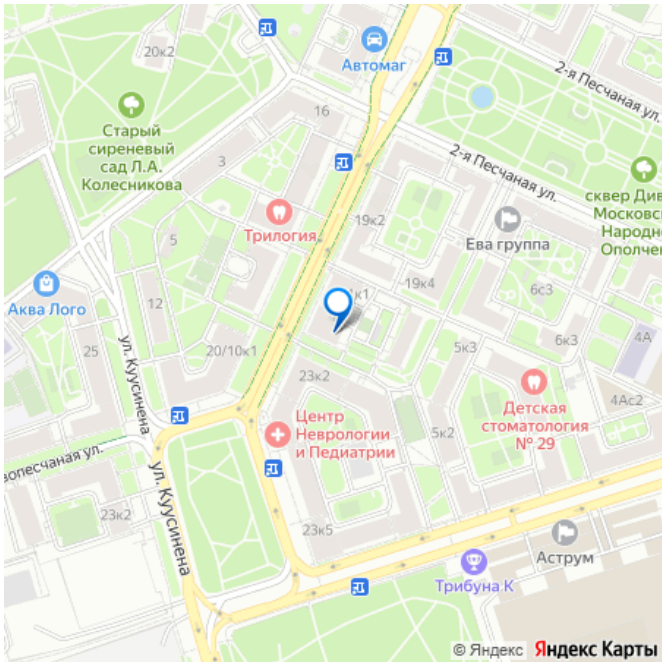 20к2
Автомаг
2-я Песчаная ул.
16
Старый
сиреневый
сад Л.А.
Колесникова
3
2-я Песчаная ул.
сквер Див
Московс
Народно
Ополче
Трилогия
19к2
Ева группа
5
19к4
6с3
Аква Лого
12
к1
25
20/10к1
5к3
6к3
4А
ул. Куусинена
23к2
4Ас2
Детская
стоматология
№ 29
Центр
Неврологии
и Педиатрии
5к2
вопесчаная ул.
ул. Куусинена
23к2
23к5
Аструм
Трибуна К
© Яндекс Яндекс Карты